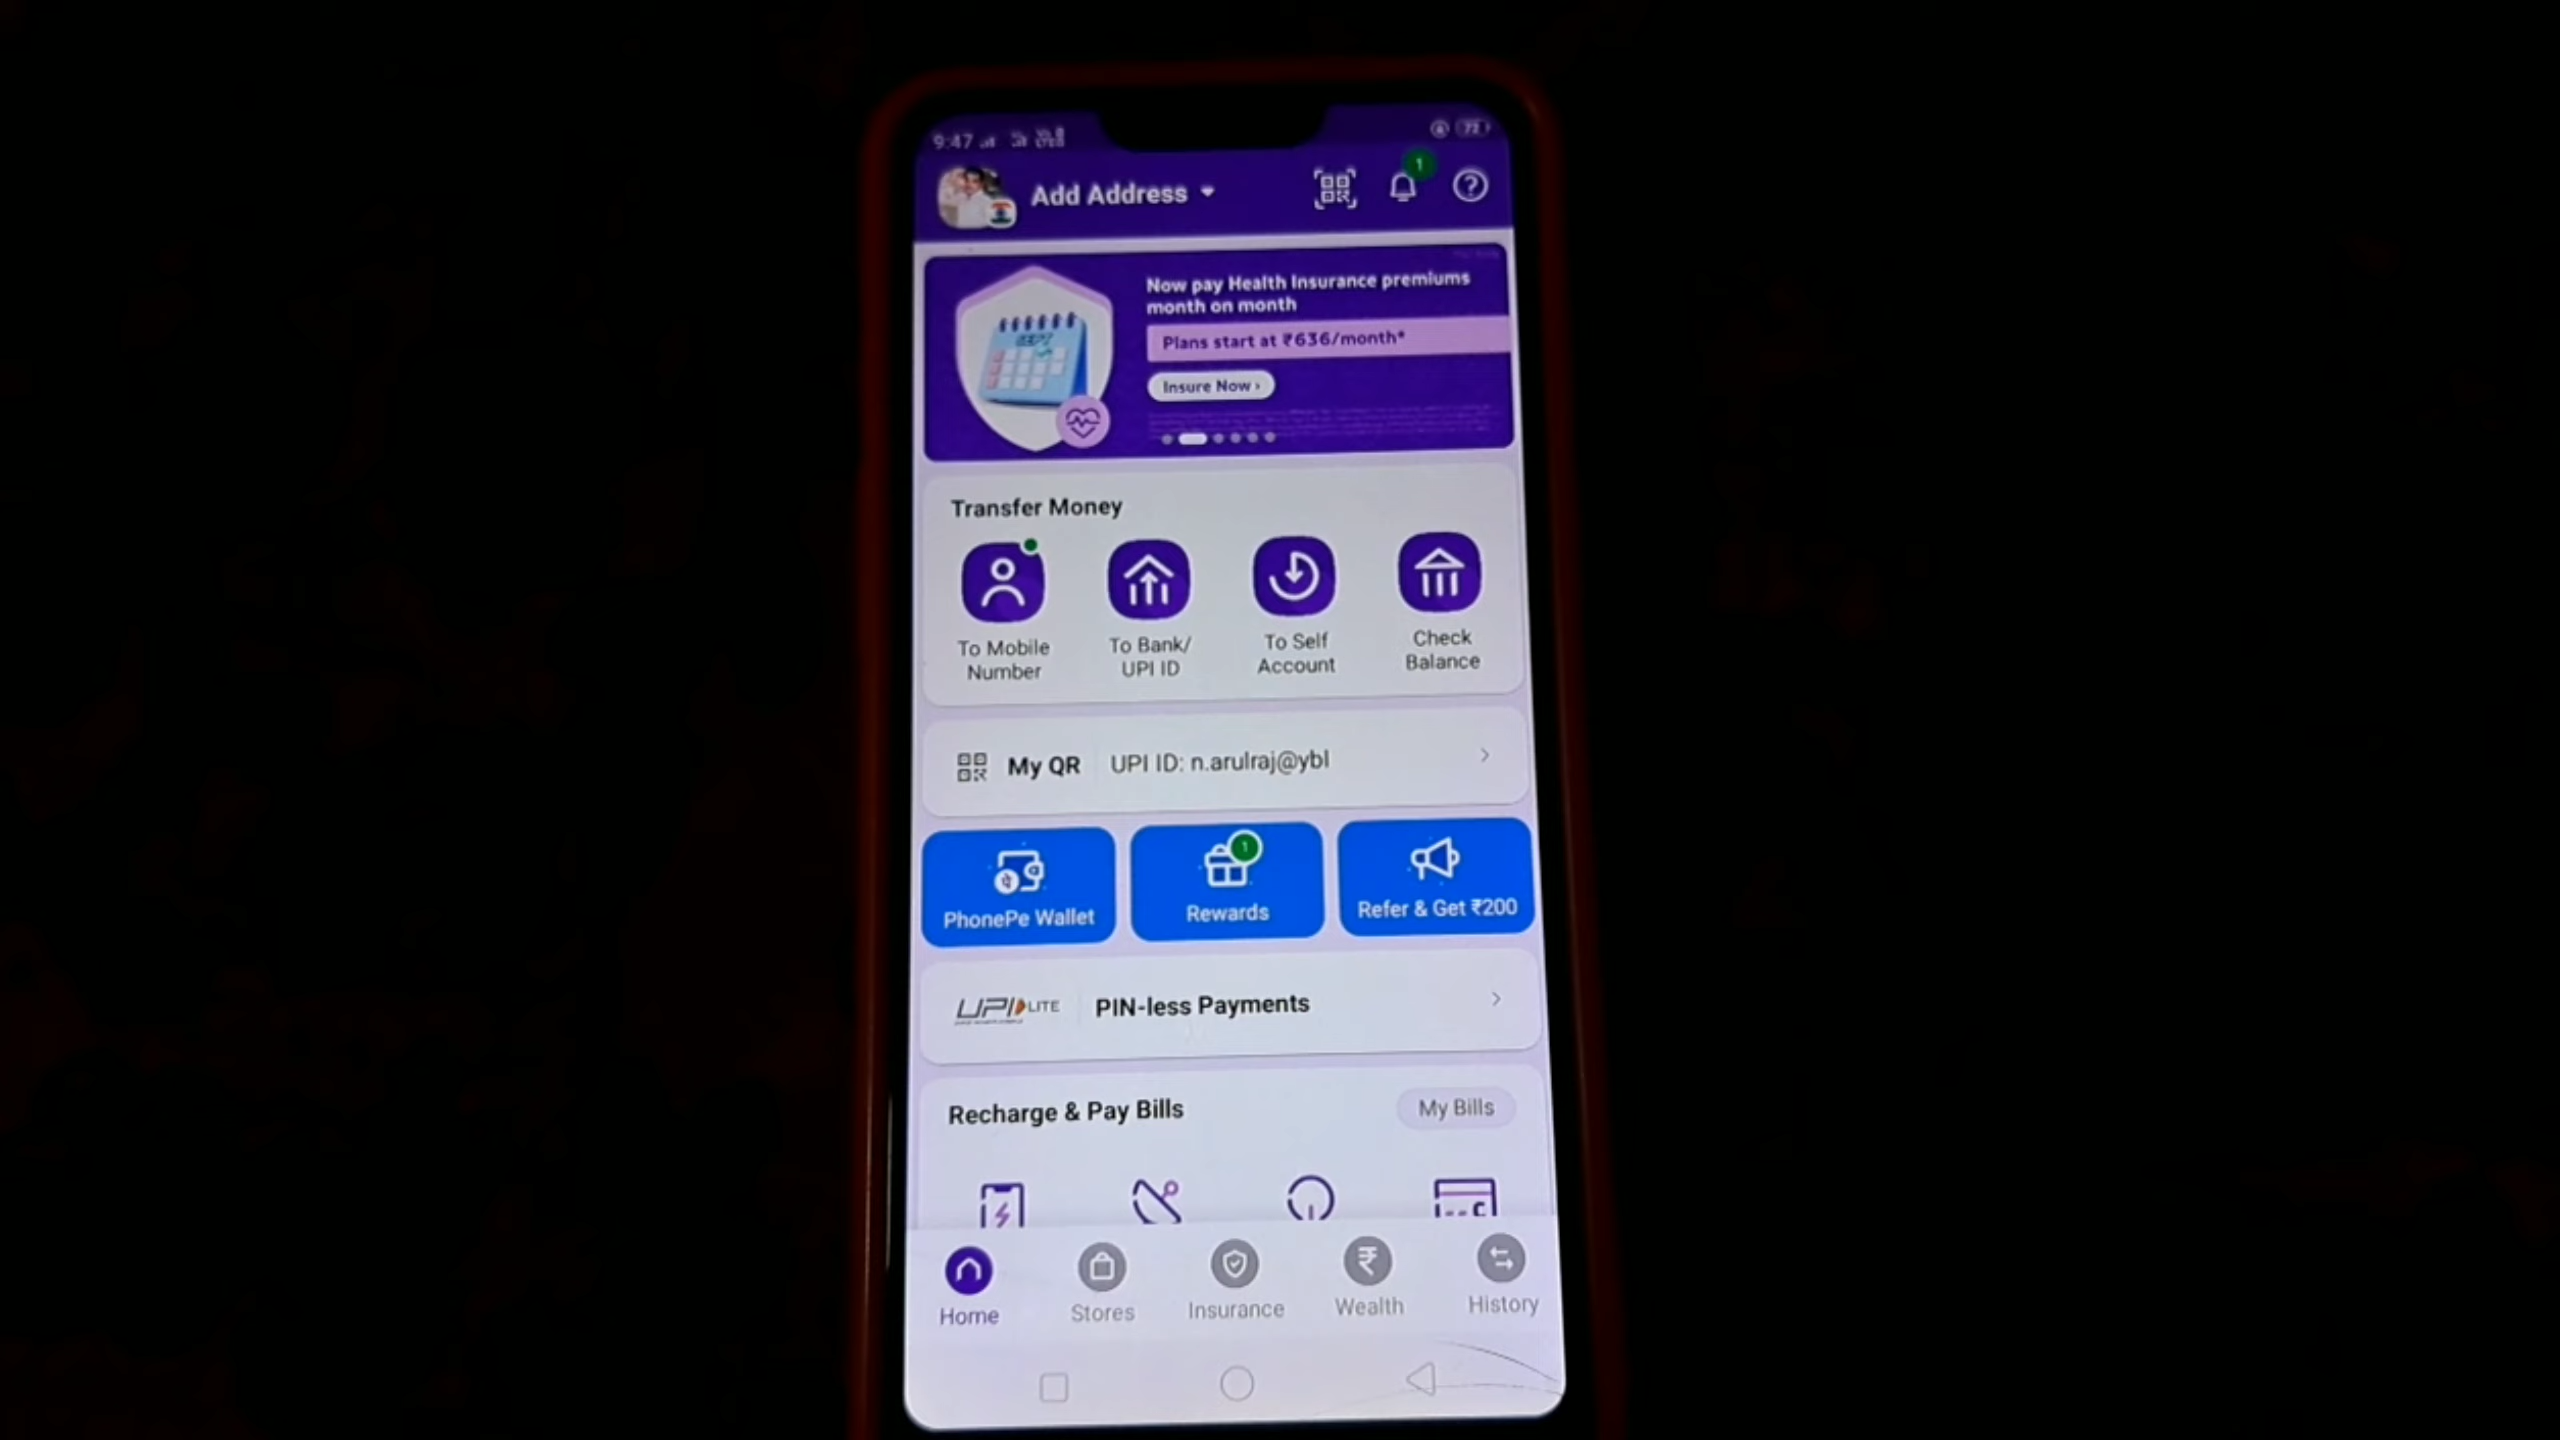 9:47
72
Add Address
1
Now pay Health Insurance premiums
month on month
Plans start at ₹636/month*
Insure Now ›
Transfer Money
To Mobile
Number
To Bank/
UPI ID
To Self
Account
Check
Balance
My QR
UPI ID: n.arulraj@ybl
PhonePe Wallet
1
Rewards
Refer & Get ₹200
UPI LITE
PIN-less Payments
Recharge & Pay Bills
My Bills
Home
Stores
Insurance
Wealth
History